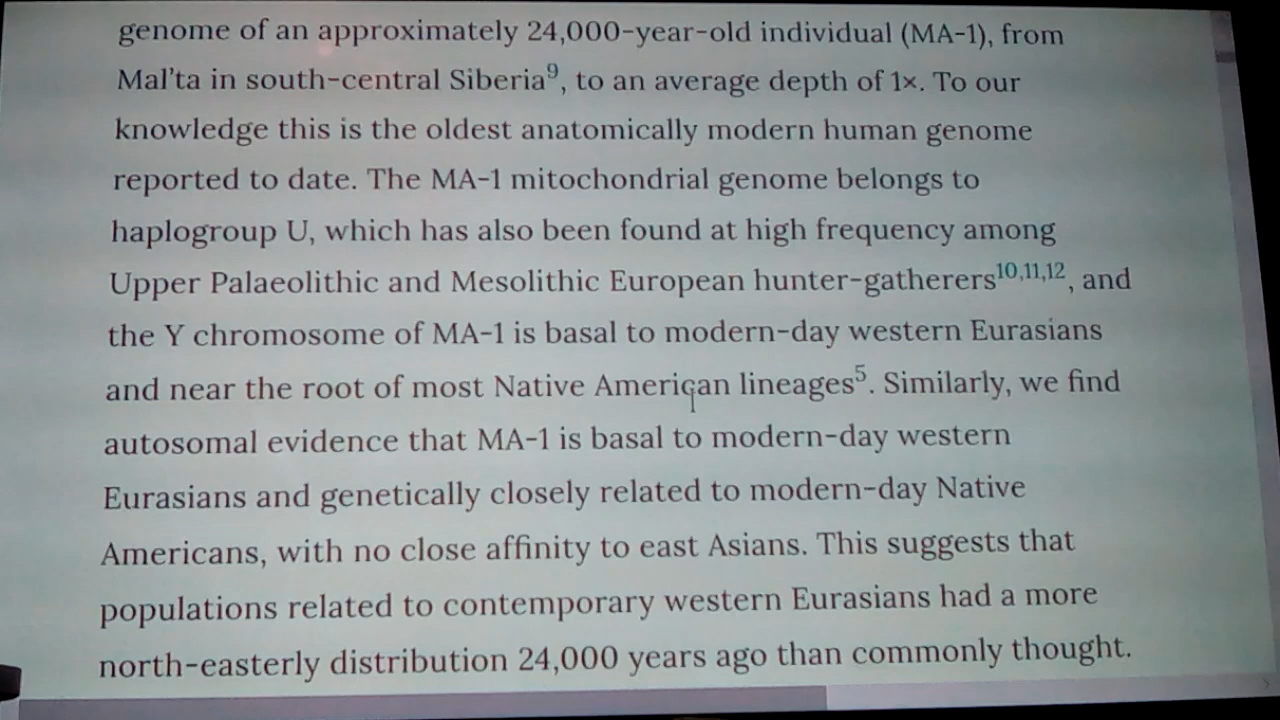 genome of an approximately 24,000-year-old individual (MA-1), from
Mal'ta in south-central Siberia⁹, to an average depth of 1×. To our
knowledge this is the oldest anatomically modern human genome
reported to date. The MA-1 mitochondrial genome belongs to
haplogroup U, which has also been found at high frequency among
Upper Palaeolithic and Mesolithic European hunter-gatherers¹⁰,¹¹,¹², and
the Y chromosome of MA-1 is basal to modern-day western Eurasians
and near the root of most Native American lineages⁵. Similarly, we find
autosomal evidence that MA-1 is basal to modern-day western
Eurasians and genetically closely related to modern-day Native
Americans, with no close affinity to east Asians. This suggests that
populations related to contemporary western Eurasians had a more
north-easterly distribution 24,000 years ago than commonly thought.